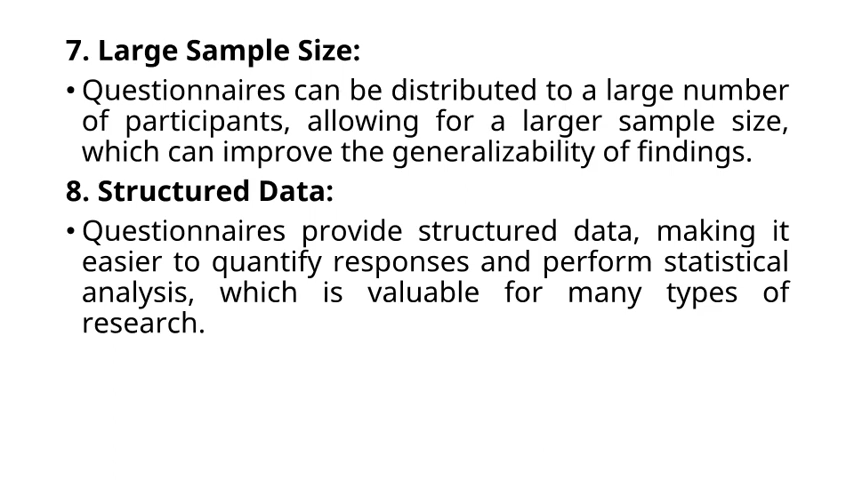 7. Large Sample Size:
• Questionnaires can be distributed to a large number
of participants, allowing for a larger sample size,
which can improve the generalizability of findings.
8. Structured Data:
• Questionnaires provide structured data, making it
easier to quantify responses and perform statistical
analysis, which is valuable for many types of
research.